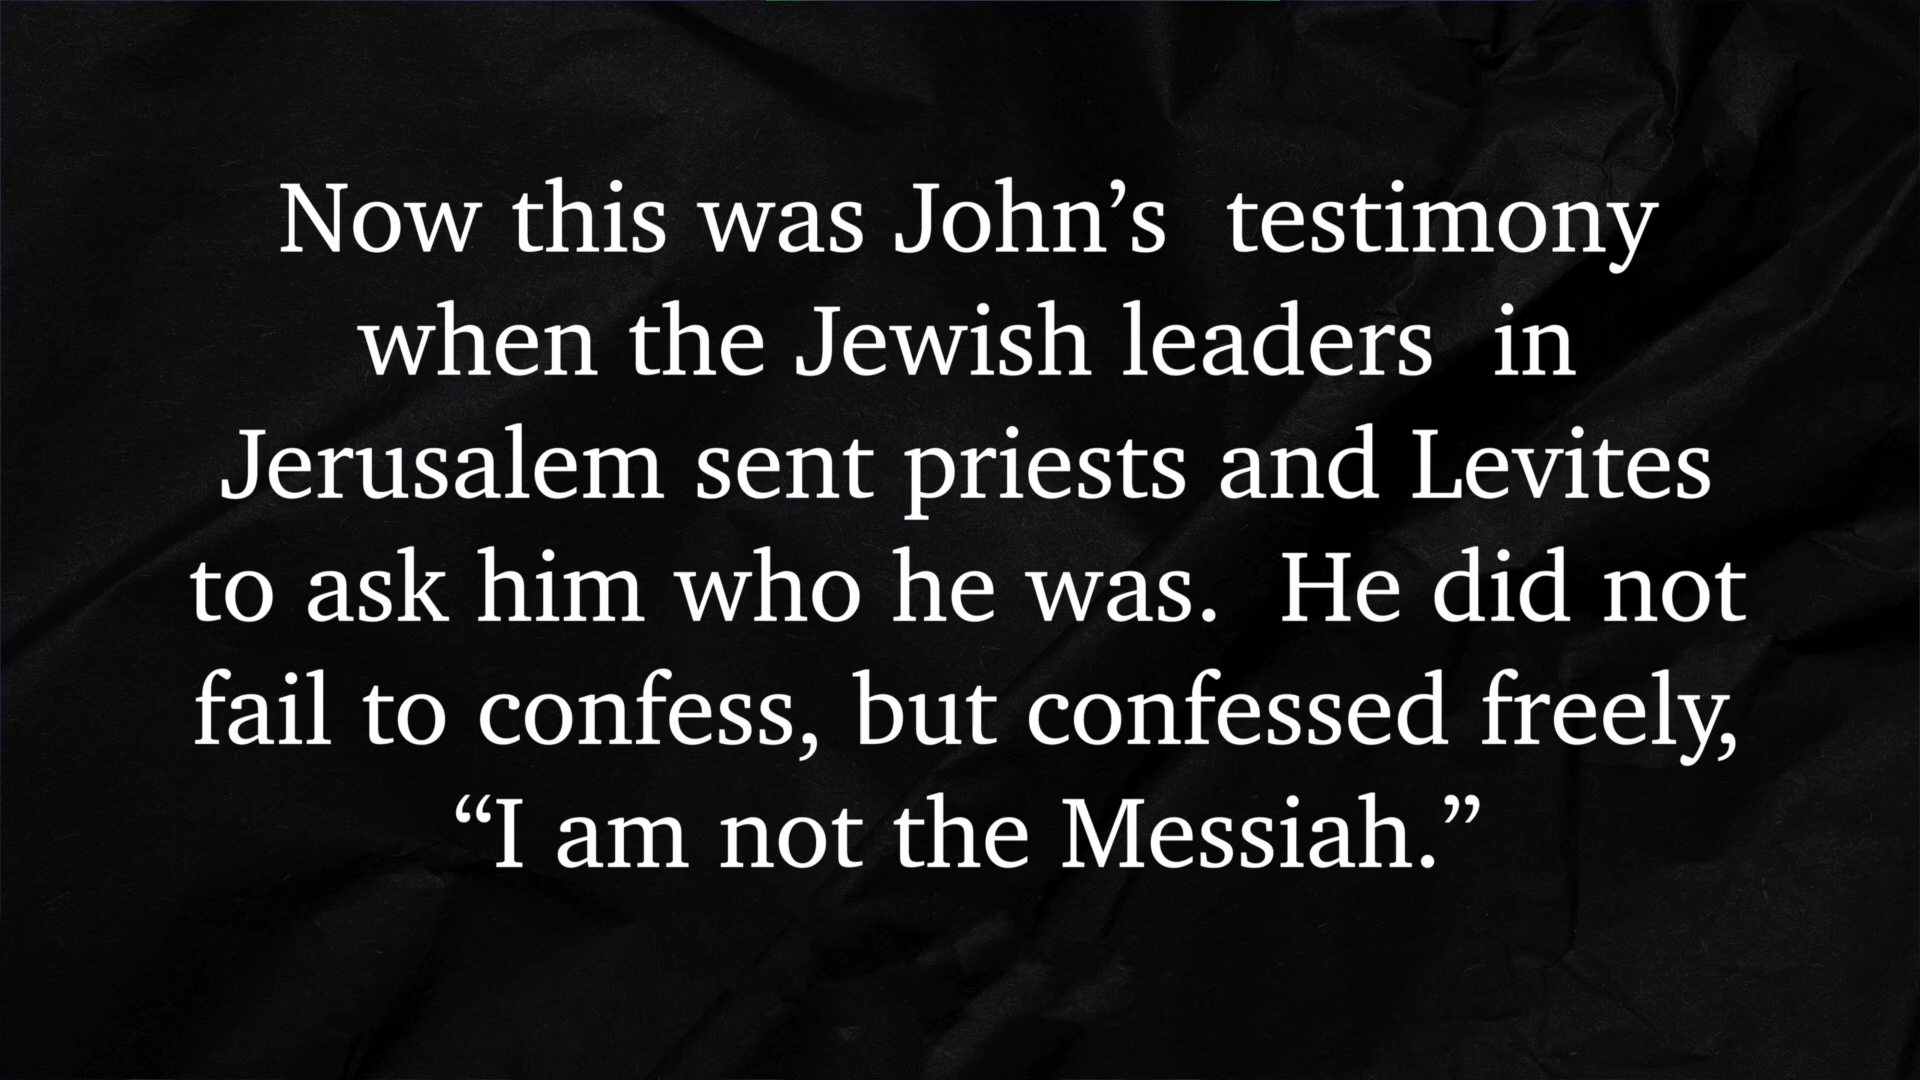 Now this was John’s  testimony
when the Jewish leaders  in
Jerusalem sent priests and Levites
to ask him who he was.  He did not
fail to confess, but confessed freely,
“I am not the Messiah.”